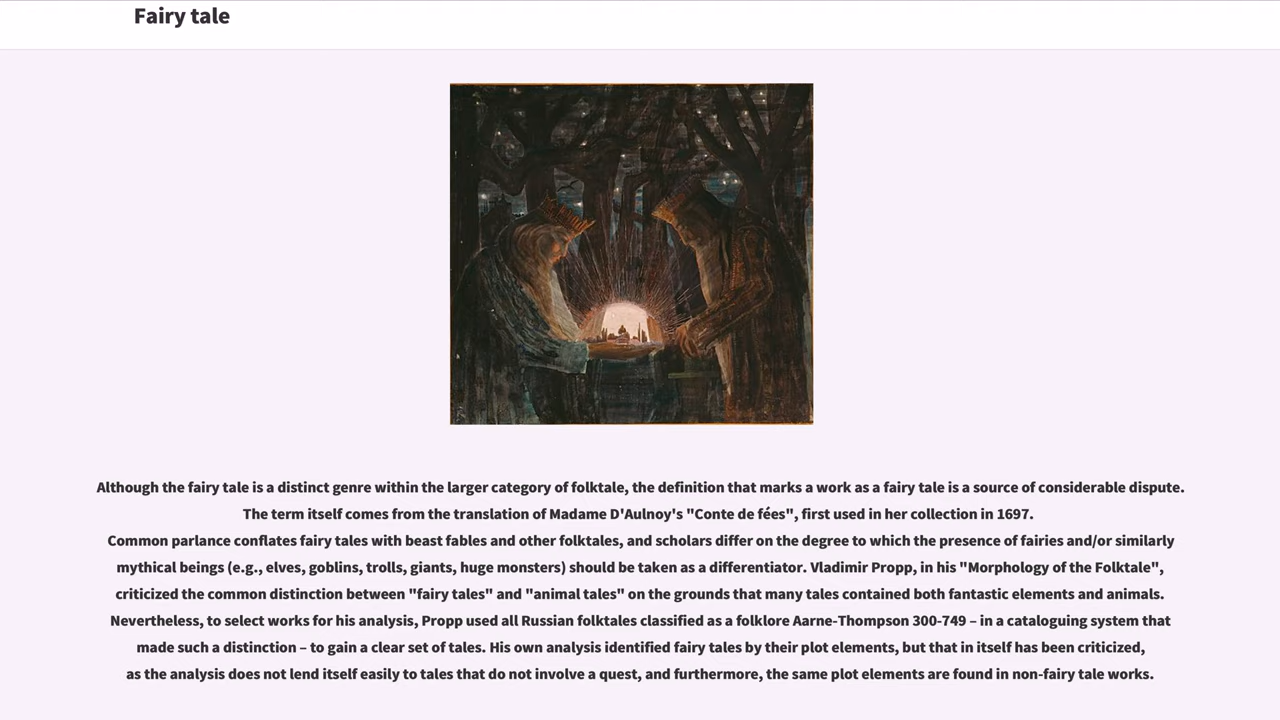 Fairy tale
Although the fairy tale is a distinct genre within the larger category of folktale, the definition that marks a work as a fairy tale is a source of considerable dispute.
The term itself comes from the translation of Madame D'Aulnoy's "Conte de fées", first used in her collection in 1697.
Common parlance conflates fairy tales with beast fables and other folktales, and scholars differ on the degree to which the presence of fairies and/or similarly
mythical beings (e.g., elves, goblins, trolls, giants, huge monsters) should be taken as a differentiator. Vladimir Propp, in his "Morphology of the Folktale",
criticized the common distinction between "fairy tales" and "animal tales" on the grounds that many tales contained both fantastic elements and animals.
Nevertheless, to select works for his analysis, Propp used all Russian folktales classified as a folklore Aarne-Thompson 300-749 – in a cataloguing system that
made such a distinction – to gain a clear set of tales. His own analysis identified fairy tales by their plot elements, but that in itself has been criticized,
as the analysis does not lend itself easily to tales that do not involve a quest, and furthermore, the same plot elements are found in non-fairy tale works.